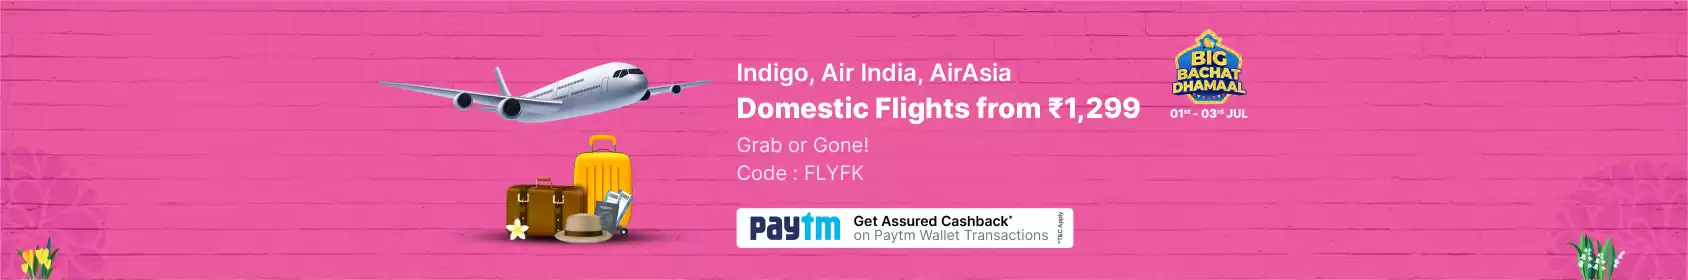 Indigo, Air India, AirAsia
Domestic Flights from ₹1,299
Grab or Gone!
Code : FLYFK
paytm
Get Assured Cashback*
on Paytm Wallet Transactions
*T&C Apply
BIG
BACHAT
DHAMAAL
01st - 03rd JUL